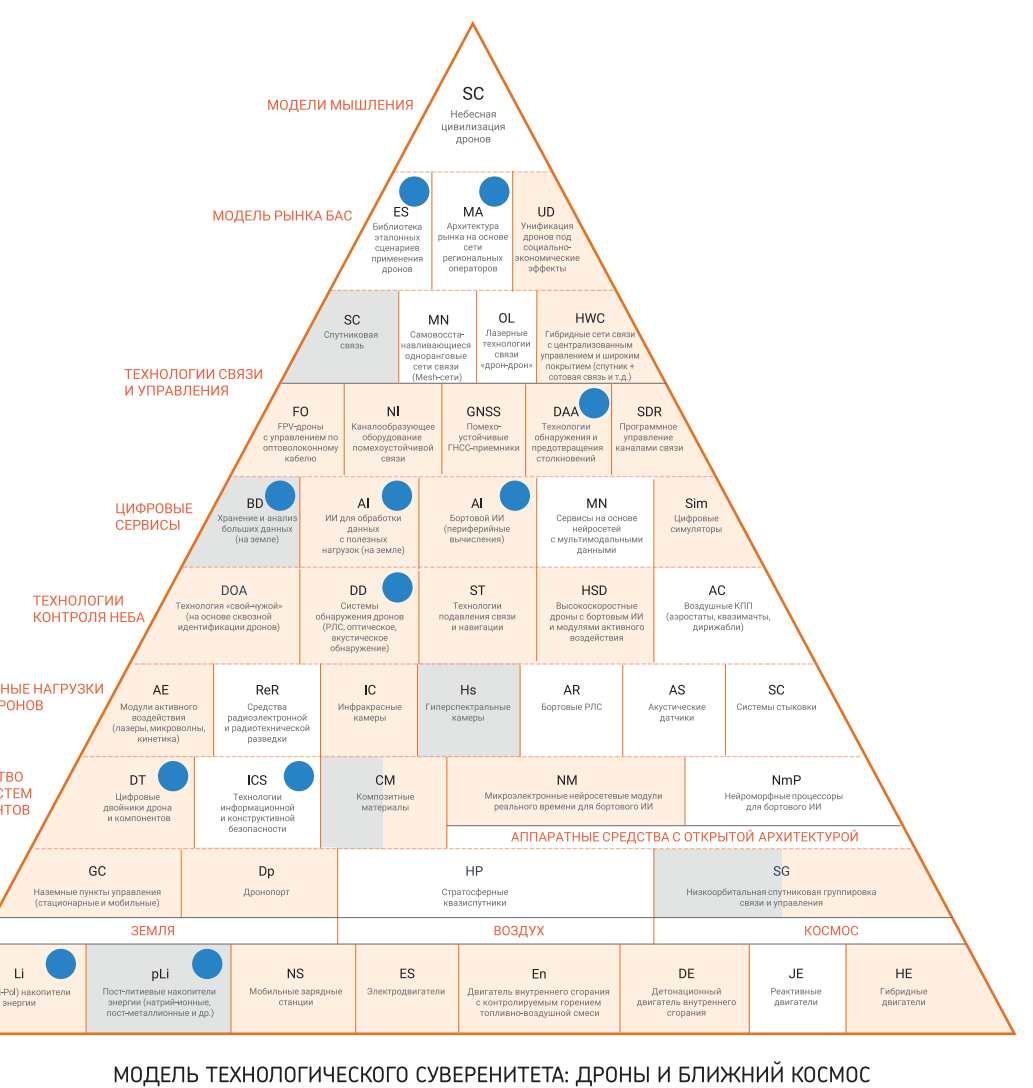 SC
МОДЕЛИ МЫШЛЕНИЯ
Небесная
цивилизация
дронов
МОДЕЛЬ РЫНКА БАС
ES
Библиотека
эталонных
сценариев
применения
дронов
MA
Архитектура
рынка на основе
сети
региональных
операторов
UD
Унификация
дронов под
социально-
экономические
эффекты
ТЕХНОЛОГИИ СВЯЗИ
И УПРАВЛЕНИЯ
SC
Спутниковая
связь
MN
Самовосста-
навливающиеся
одноранговые
сети связи
(Mesh-сети)
OL
Лазерные
технологии
связи
«дрон-дрон»
HWC
Гибридные сети связи
с централизованным
управлением и широким
покрытием (спутник +
сотовая связь и т.д.)
FO
FPV-дроны
с управлением по
оптоволоконному
кабелю
NI
Каналообразующее
оборудование
помехоустойчивой
связи
GNSS
Помехо-
устойчивые
ГНСС-приемники
DAA
Технологии
обнаружения и
предотвращения
столкновений
SDR
Программное
управление
каналами связи
ЦИФРОВЫЕ
СЕРВИСЫ
BD
Хранение и анализ
больших данных
(на земле)
AI
ИИ для обработки
данных
с полезных
нагрузок (на земле)
AI
Бортовой ИИ
(периферийные
вычисления)
MN
Сервисы на основе
нейросетей
с мультимодальными
данными
Sim
Цифровые
симуляторы
ТЕХНОЛОГИИ
КОНТРОЛЯ НЕБА
DOA
Технология «свой-чужой»
(на основе сквозной
идентификации дронов)
DD
Системы
обнаружения дронов
(РЛС, оптическое,
акустическое
обнаружение)
ST
Технологии
подавления связи
и навигации
HSD
Высокоскоростные
дроны с бортовым ИИ
и модулями активного
воздействия
AC
Воздушные КПП
(аэростаты, квазимачты,
дирижабли)
НЫЕ НАГРУЗКИ
РОНОВ
AE
Модули активного
воздействия
(лазеры, микроволны,
кинетика)
ReR
Средства
радиоэлектронной
и радиотехнической
разведки
IC
Инфракрасные
камеры
Hs
Гиперспектральные
камеры
AR
Бортовые РЛС
AS
Акустические
датчики
SC
Системы стыковки
ТВО
СТЕМ
НТОВ
DT
Цифровые
двойники дрона
и компонентов
ICS
Технологии
информационной
и конструктивной
безопасности
CM
Композитные
материалы
NM
Микроэлектронные нейросетевые модули
реального времени для бортового ИИ
NmP
Нейроморфные процессоры
для бортового ИИ
АППАРАТНЫЕ СРЕДСТВА С ОТКРЫТОЙ АРХИТЕКТУРОЙ
GC
Наземные пункты управления
(стационарные и мобильные)
Dp
Дронопорт
HP
Стратосферные
квазиспутники
SG
Низкоорбитальная спутниковая группировка
связи и управления
ЗЕМЛЯ
ВОЗДУХ
КОСМОС
Li
-Pol) накопители
энергии
pLi
Пост-литиевые накопители
энергии (натрий-ионные,
пост-металлионные и др.)
NS
Мобильные зарядные
станции
ES
Электродвигатели
En
Двигатель внутреннего сгорания
с контролируемым горением
топливно-воздушной смеси
DE
Детонационный
двигатель внутреннего
сгорания
JE
Реактивные
двигатели
HE
Гибридные
двигатели
МОДЕЛЬ ТЕХНОЛОГИЧЕСКОГО СУВЕРЕНИТЕТА: ДРОНЫ И БЛИЖНИЙ КОСМОС